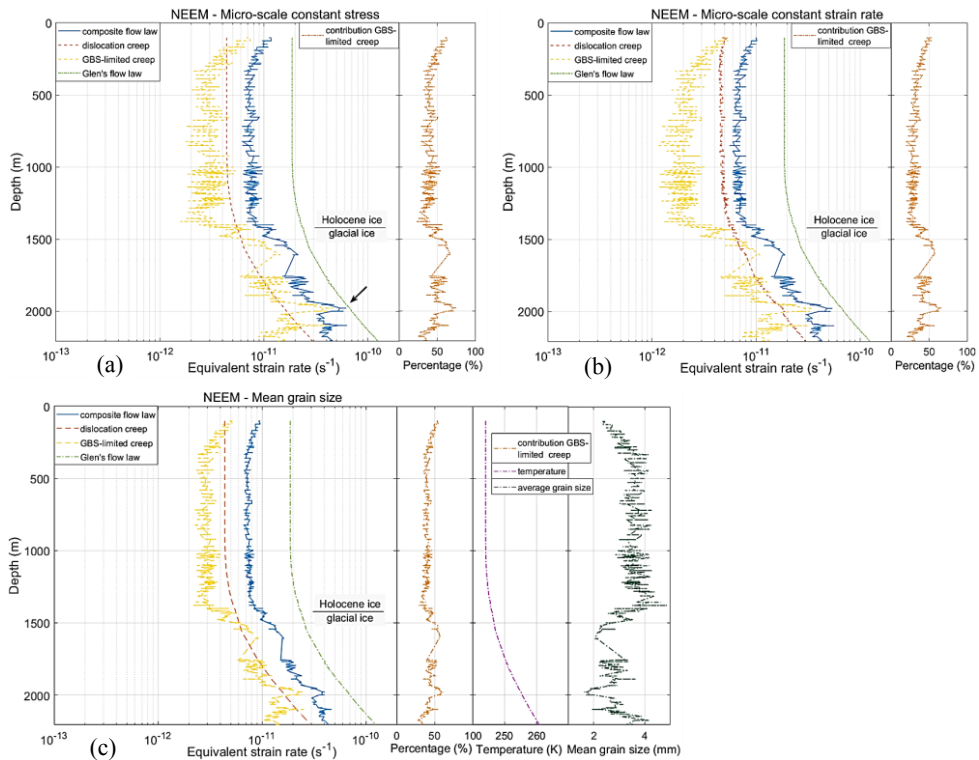 NEEM - Micro-scale constant stress
composite flow law
dislocation creep
GBS-limited creep
Glen's flow law
contribution GBS-
limited creep
0
500
1000
1500
2000
Depth (m)
Holocene ice
glacial ice
10-13
10-12
10-11
10-10
0
50
100
(a)
Equivalent strain rate (s-1)
Percentage (%)
NEEM - Micro-scale constant strain rate
composite flow law
dislocation creep
GBS-limited creep
Glen's flow law
contribution GBS-
limited creep
0
500
1000
1500
2000
Depth (m)
Holocene ice
glacial ice
10-13
10-12
10-11
10-10
0
50
100
(b)
Equivalent strain rate (s-1)
Percentage (%)
NEEM - Mean grain size
composite flow law
dislocation creep
GBS-limited creep
Glen's flow law
contribution GBS-
limited creep
temperature
average grain size
0
500
1000
1500
2000
Depth (m)
Holocene ice
glacial ice
10-13
10-12
10-11
10-10
0
50
100
250
260
2
4
(c)
Equivalent strain rate (s-1)
Percentage (%)
Temperature (K)
Mean grain size (mm)